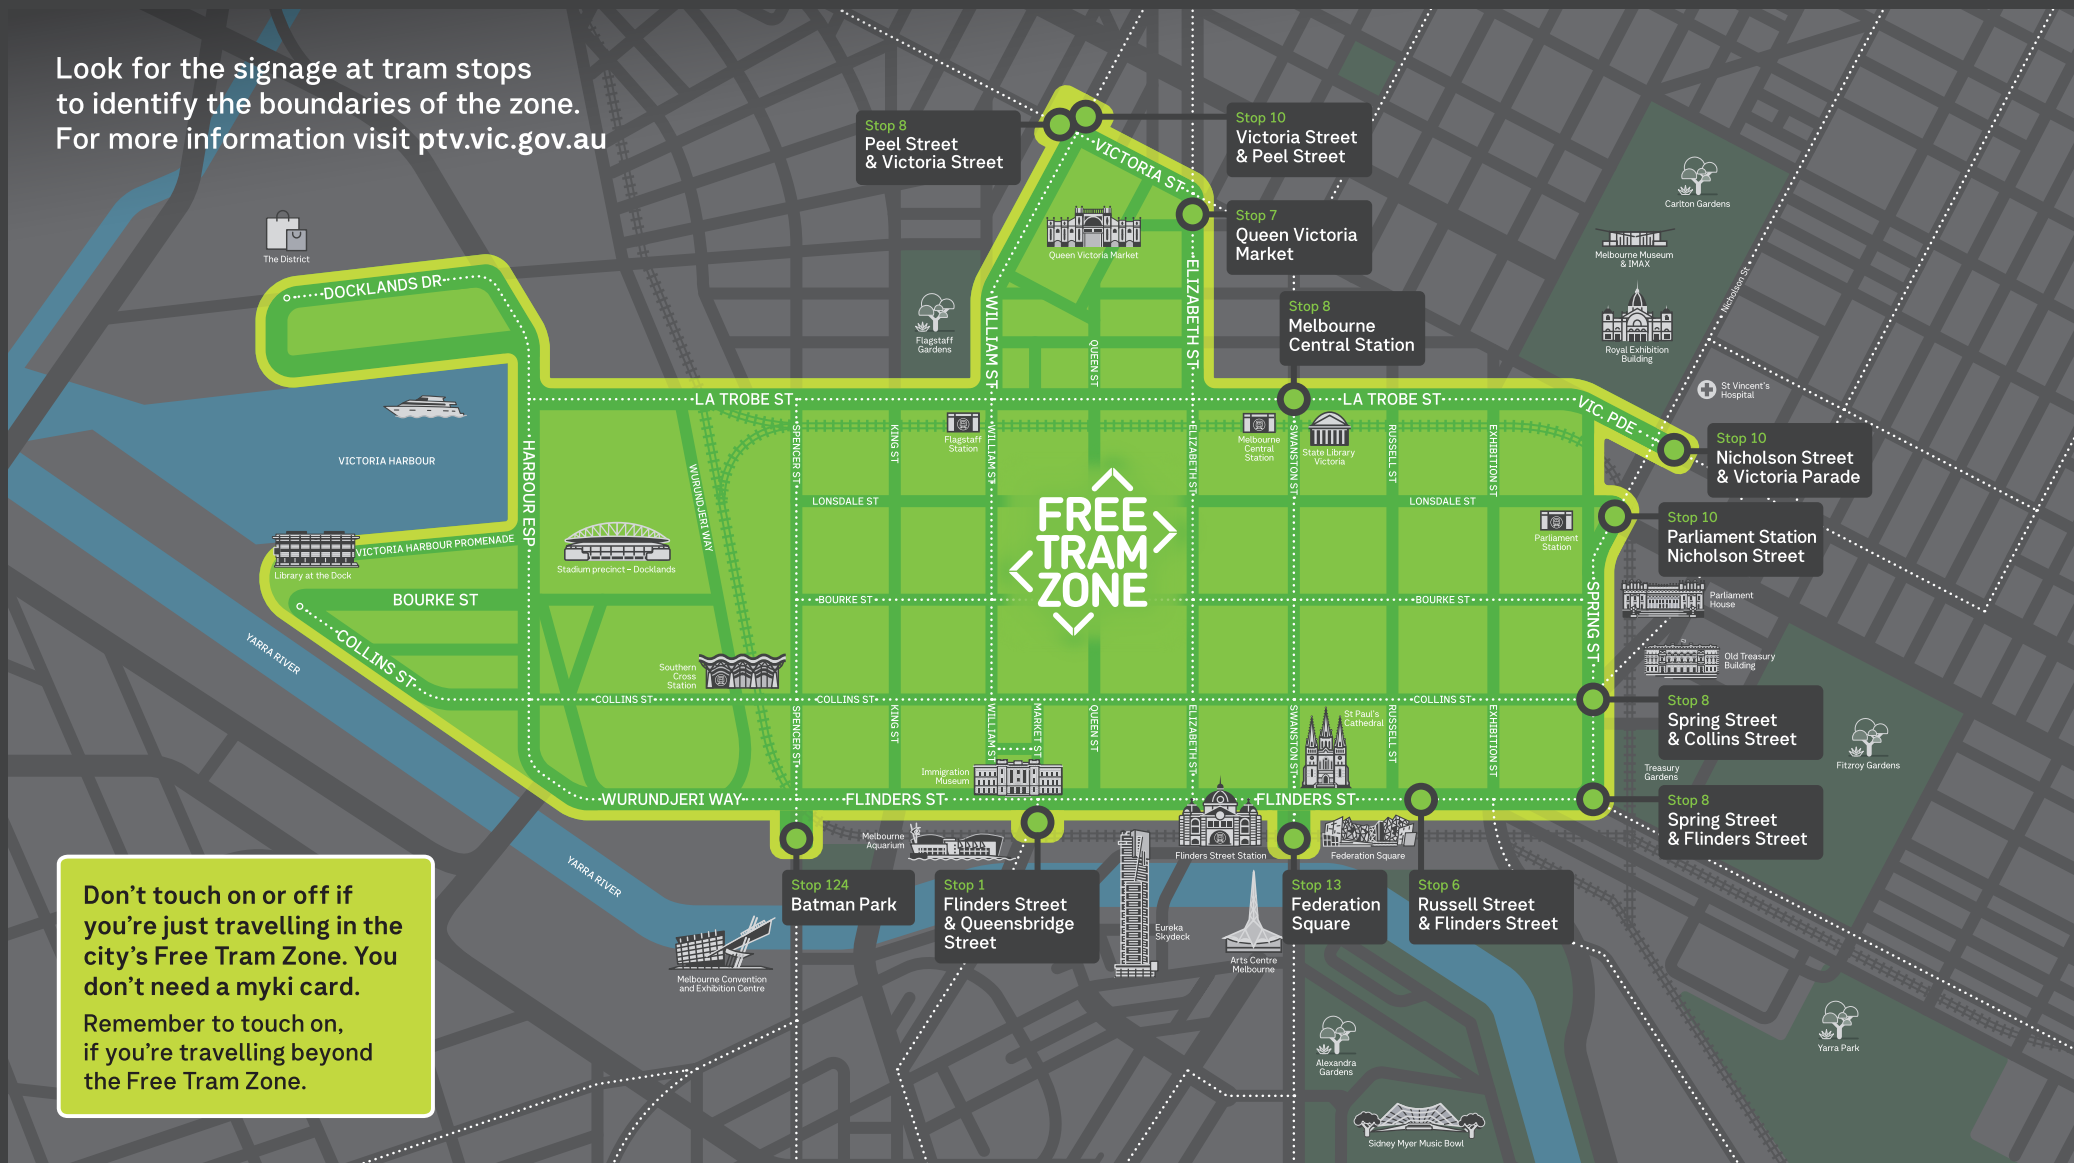 Look for the signage at tram stops
to identify the boundaries of the zone.
For more information visit ptv.vic.gov.au
Stop 8
Peel Street
& Victoria Street
Stop 10
Victoria Street
& Peel Street
VICTORIA ST
Stop 7
Queen Victoria
Market
Queen Victoria Market
Carlton Gardens
Melbourne Museum
& IMAX
Nicholson St
Royal Exhibition
Building
St Vincent's
Hospital
The District
DOCKLANDS DR
Flagstaff
Gardens
WILLIAM ST
QUEEN ST
ELIZABETH ST
Stop 8
Melbourne
Central Station
LA TROBE ST
LA TROBE ST
VIC. PDE
Stop 10
Nicholson Street
& Victoria Parade
VICTORIA HARBOUR
HARBOUR ESP
WURUNDJERI WAY
SPENCER ST
KING ST
Flagstaff
Station
WILLIAM ST
ELIZABETH ST
Melbourne
Central
Station
SWANSTON ST
State Library
Victoria
RUSSELL ST
EXHIBITION ST
LONSDALE ST
LONSDALE ST
FREE
TRAM
ZONE
Parliament
Station
Stop 10
Parliament Station
Nicholson Street
VICTORIA HARBOUR PROMENADE
Library at the Dock
Stadium precinct – Docklands
BOURKE ST
BOURKE ST
BOURKE ST
SPRING ST
Parliament
House
Old Treasury
Building
YARRA RIVER
COLLINS ST
Southern
Cross
Station
COLLINS ST
COLLINS ST
COLLINS ST
Stop 8
Spring Street
& Collins Street
SPENCER ST
KING ST
WILLIAM ST
MARKET ST
QUEEN ST
ELIZABETH ST
SWANSTON ST
St Paul's
Cathedral
RUSSELL ST
EXHIBITION ST
Treasury
Gardens
Fitzroy Gardens
Immigration
Museum
WURUNDJERI WAY
FLINDERS ST
FLINDERS ST
Stop 8
Spring Street
& Flinders Street
Melbourne
Aquarium
Flinders Street Station
Federation Square
YARRA RIVER
Stop 124
Batman Park
Stop 1
Flinders Street
& Queensbridge
Street
Eureka
Skydeck
Arts Centre
Melbourne
Stop 13
Federation
Square
Stop 6
Russell Street
& Flinders Street
Melbourne Convention
and Exhibition Centre
Alexandra
Gardens
Yarra Park
Sidney Myer Music Bowl
Don't touch on or off if
you're just travelling in the
city's Free Tram Zone. You
don't need a myki card.
Remember to touch on,
if you're travelling beyond
the Free Tram Zone.